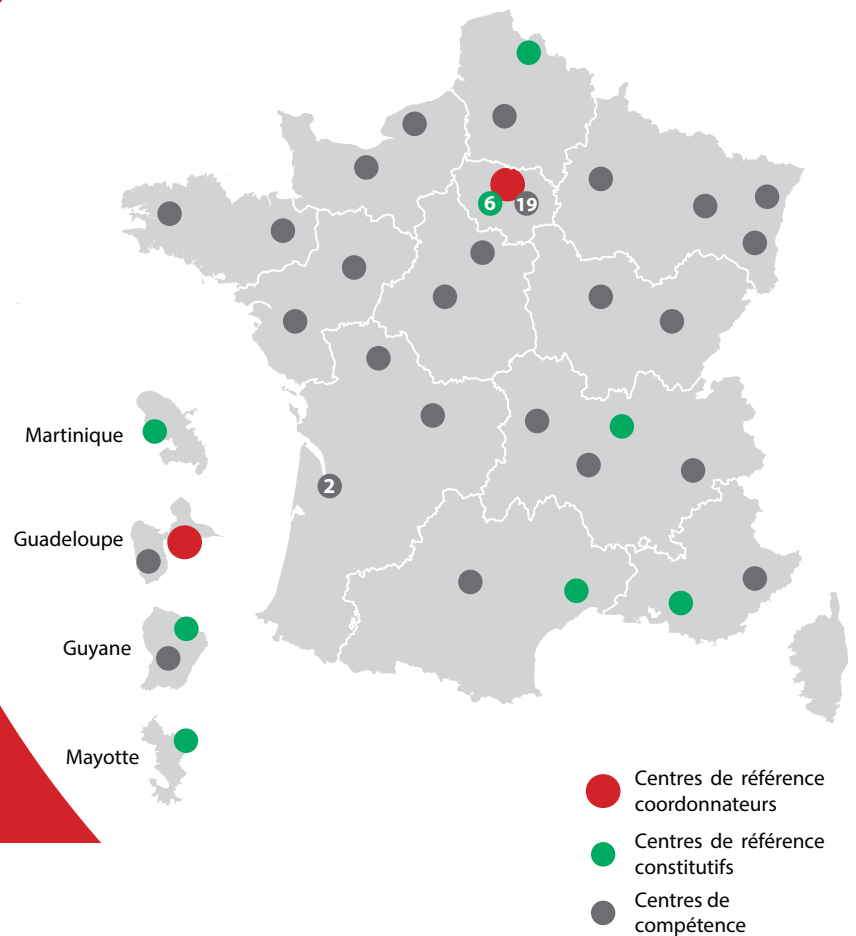 6
19
2
Martinique
Guadeloupe
Guyane
Mayotte
Centres de référence
coordonnateurs
Centres de référence
constitutifs
Centres de
compétence